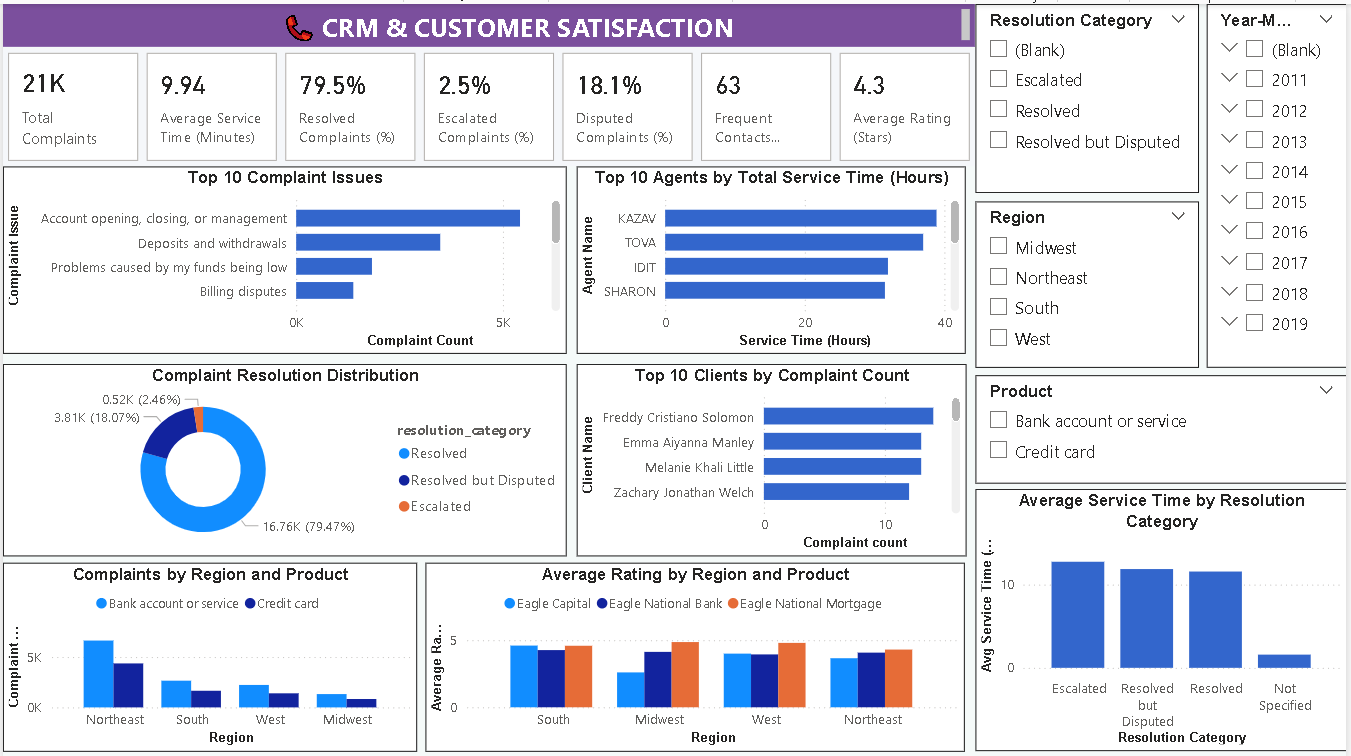 CRM & CUSTOMER SATISFACTION
21K
Total
Complaints
9.94
Average Service
Time (Minutes)
79.5%
Resolved
Complaints (%)
2.5%
Escalated
Complaints (%)
18.1%
Disputed
Complaints (%)
63
Frequent
Contacts...
4.3
Average Rating
(Stars)
Resolution Category
(Blank)
Escalated
Resolved
Resolved but Disputed
Year-M...
(Blank)
2011
2012
2013
2014
2015
2016
2017
2018
2019
Region
Midwest
Northeast
South
West
Product
Bank account or service
Credit card
Top 10 Complaint Issues
Complaint Issue
Account opening, closing, or management
Deposits and withdrawals
Problems caused by my funds being low
Billing disputes
0K 5K
Complaint Count
Top 10 Agents by Total Service Time (Hours)
Agent Name
KAZAV
TOVA
IDIT
SHARON
0 20 40
Service Time (Hours)
Complaint Resolution Distribution
0.52K (2.46%)
3.81K (18.07%)
16.76K (79.47%)
resolution_category
Resolved
Resolved but Disputed
Escalated
Top 10 Clients by Complaint Count
Client Name
Freddy Cristiano Solomon
Emma Aiyanna Manley
Melanie Khali Little
Zachary Jonathan Welch
0 10
Complaint count
Complaints by Region and Product
Bank account or service Credit card
Complaint ...
5K
0K
Northeast South West Midwest
Region
Average Rating by Region and Product
Eagle Capital Eagle National Bank Eagle National Mortgage
Average Ra...
5
0
South Midwest West Northeast
Region
Average Service Time by Resolution
Category
Avg Service Time (...
10
0
Escalated
Resolved
but
Disputed
Resolved
Not
Specified
Resolution Category